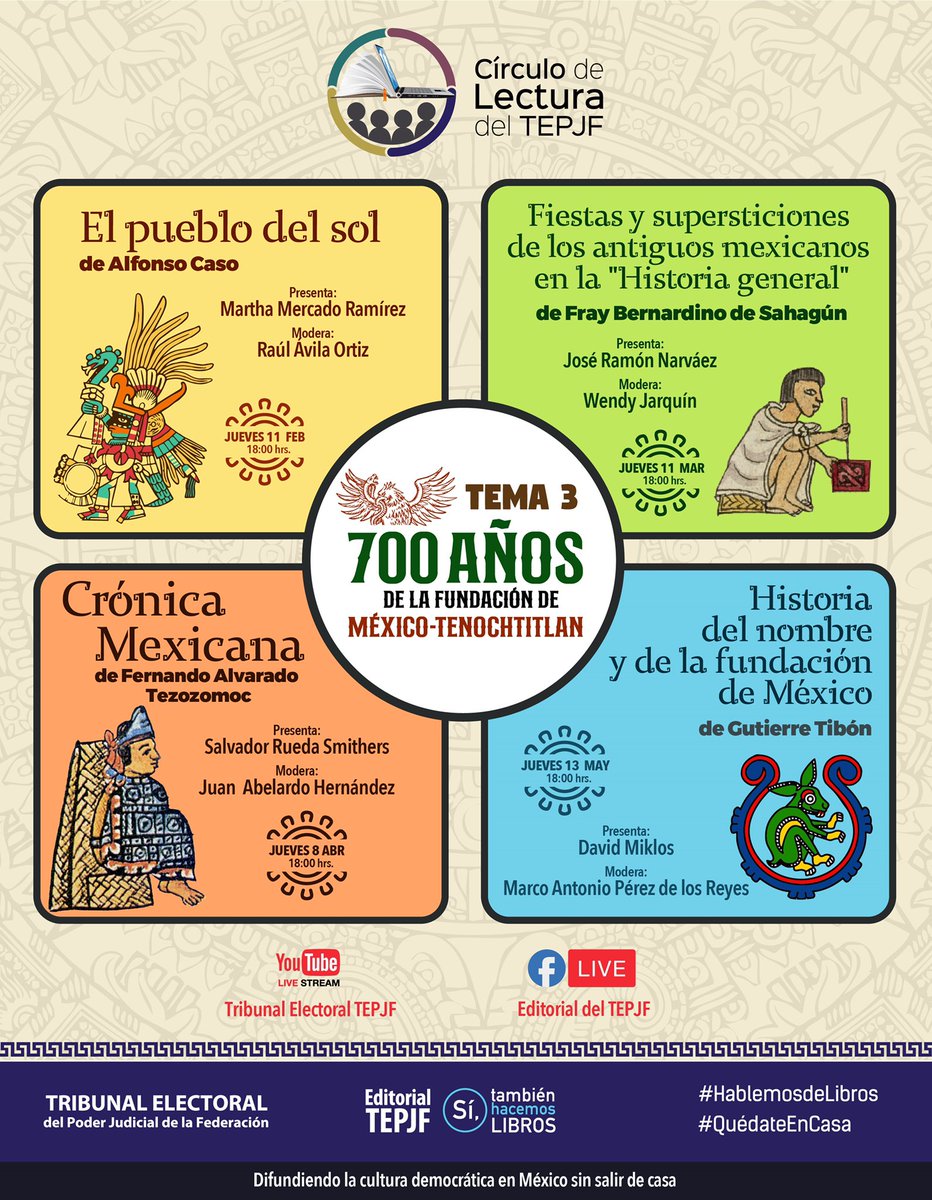 Círculo de
Lectura
del TEPJF
El pueblo del sol
de Alfonso Caso
Presenta:
Martha Mercado Ramírez
Modera:
Raúl Ávila Ortiz
JUEVES 11 FEB
18:00 hrs.
Fiestas y supersticiones
de los antiguos mexicanos
en la "Historia general"
de Fray Bernardino de Sahagún
Presenta:
José Ramón Narváez
Modera:
Wendy Jarquín
JUEVES 11 MAR
18:00 hrs.
TEMA 3
700 AÑOS
DE LA FUNDACIÓN DE
MÉXICO-TENOCHTITLAN
Crónica
Mexicana
de Fernando Alvarado
Tezozomoc
Presenta:
Salvador Rueda Smithers
Modera:
Juan Abelardo Hernández
JUEVES 8 ABR
18:00 hrs.
Historia
del nombre
y de la fundación
de México
de Gutierre Tibón
JUEVES 13 MAY
18:00 hrs.
Presenta:
David Miklos
Modera:
Marco Antonio Pérez de los Reyes
YouTube
LIVE STREAM
Tribunal Electoral TEPJF
LIVE
Editorial del TEPJF
TRIBUNAL ELECTORAL
del Poder Judicial de la Federación
Editorial
TEPJF
Sí,
también
hacemos
LIBROS
#HablemosdeLibros
#QuédateEnCasa
Difundiendo la cultura democrática en México sin salir de casa